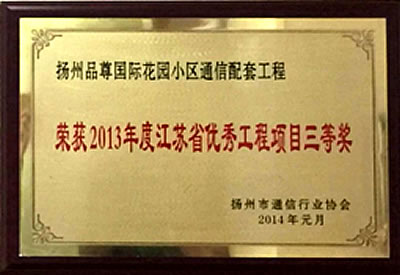 扬州品尊国际花园小区通信配套工程
荣获2013年度江苏省优秀工程项目三等奖
扬州市通信行业协会
2014年元月